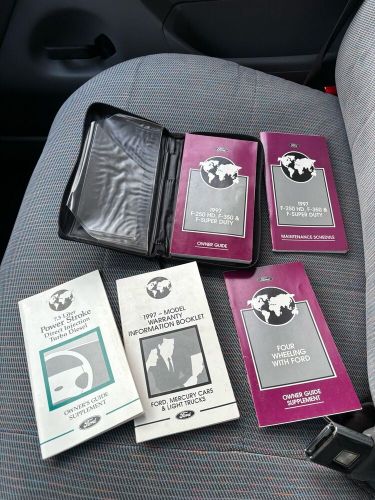 Ford
1997
F-250 HD, F-350 &
F-SUPER DUTY
OWNER GUIDE
Ford
1997
F-250 HD, F-350 &
F-SUPER DUTY
MAINTENANCE SCHEDULE
7.3 Liter
Power Stroke
Direct Injection
Turbo Diesel
OWNER'S GUIDE
SUPPLEMENT
Ford
1997 – MODEL
WARRANTY
INFORMATION BOOKLET
FORD, MERCURY CARS
& LIGHT TRUCKS
Ford
FOUR
WHEELING
WITH FORD
OWNER GUIDE
SUPPLEMENT